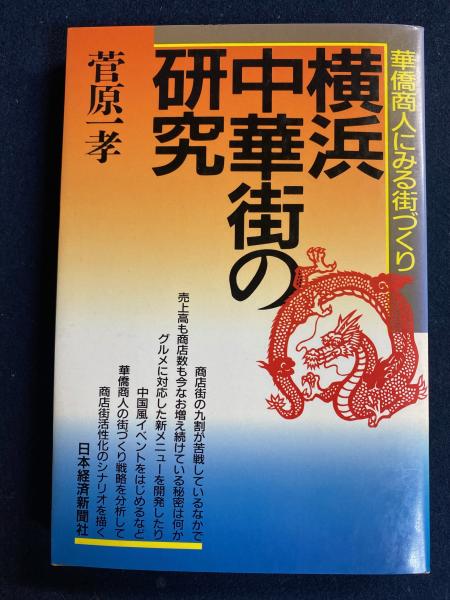 華僑商人にみる街づくり
横浜
中華街の
研究
菅原一孝
商店街の九割が苦戦しているなかで
売上高も商店数も今なお増え続けている秘密は何か
グルメに対応した新メニューを開発したり
中国風イベントをはじめるなど
華僑商人の街づくり戦略を分析して
商店街活性化のシナリオを描く
日本経済新聞社